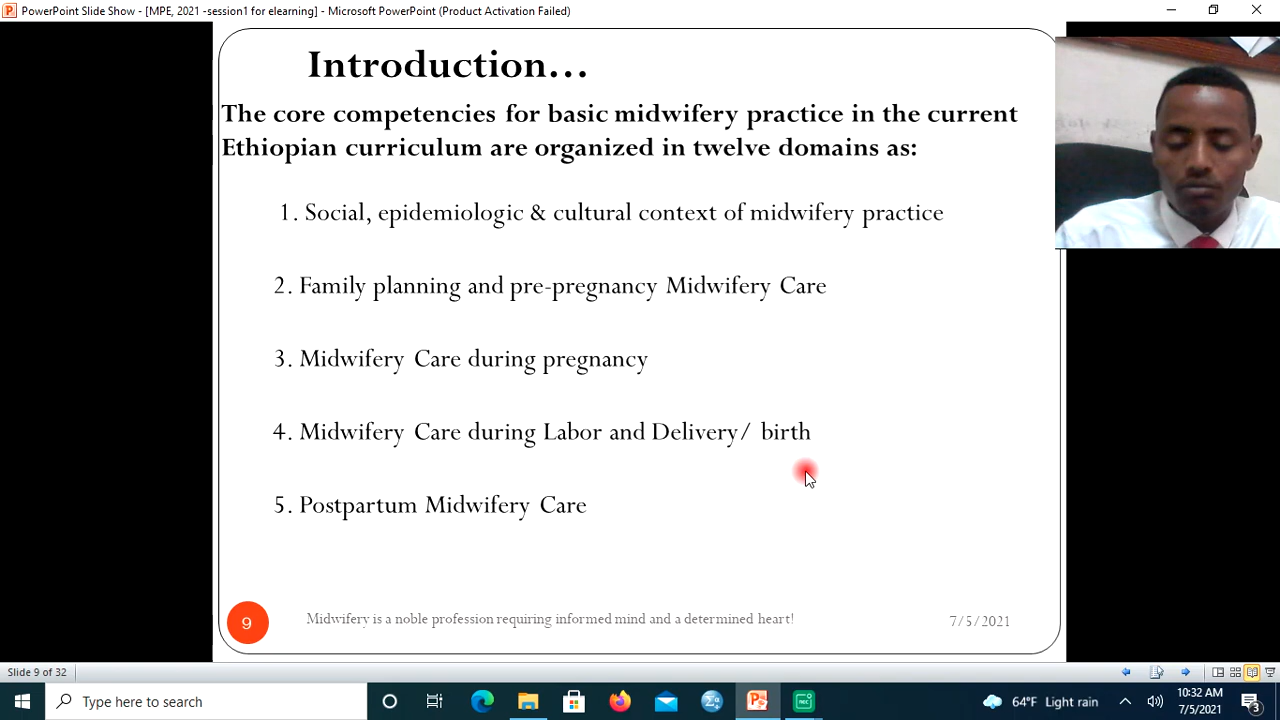 PowerPoint Slide Show - [MPE, 2021 -session1 for elearning] - Microsoft PowerPoint (Product Activation Failed)
Introduction...
The core competencies for basic midwifery practice in the current
Ethiopian curriculum are organized in twelve domains as:
1. Social, epidemiologic & cultural context of midwifery practice
2. Family planning and pre-pregnancy Midwifery Care
3. Midwifery Care during pregnancy
4. Midwifery Care during Labor and Delivery/ birth
5. Postpartum Midwifery Care
9
Midwifery is a noble profession requiring informed mind and a determined heart!
7/5/2021
Slide 9 of 32
Type here to search
64°F Light rain
10:32 AM
7/5/2021
3